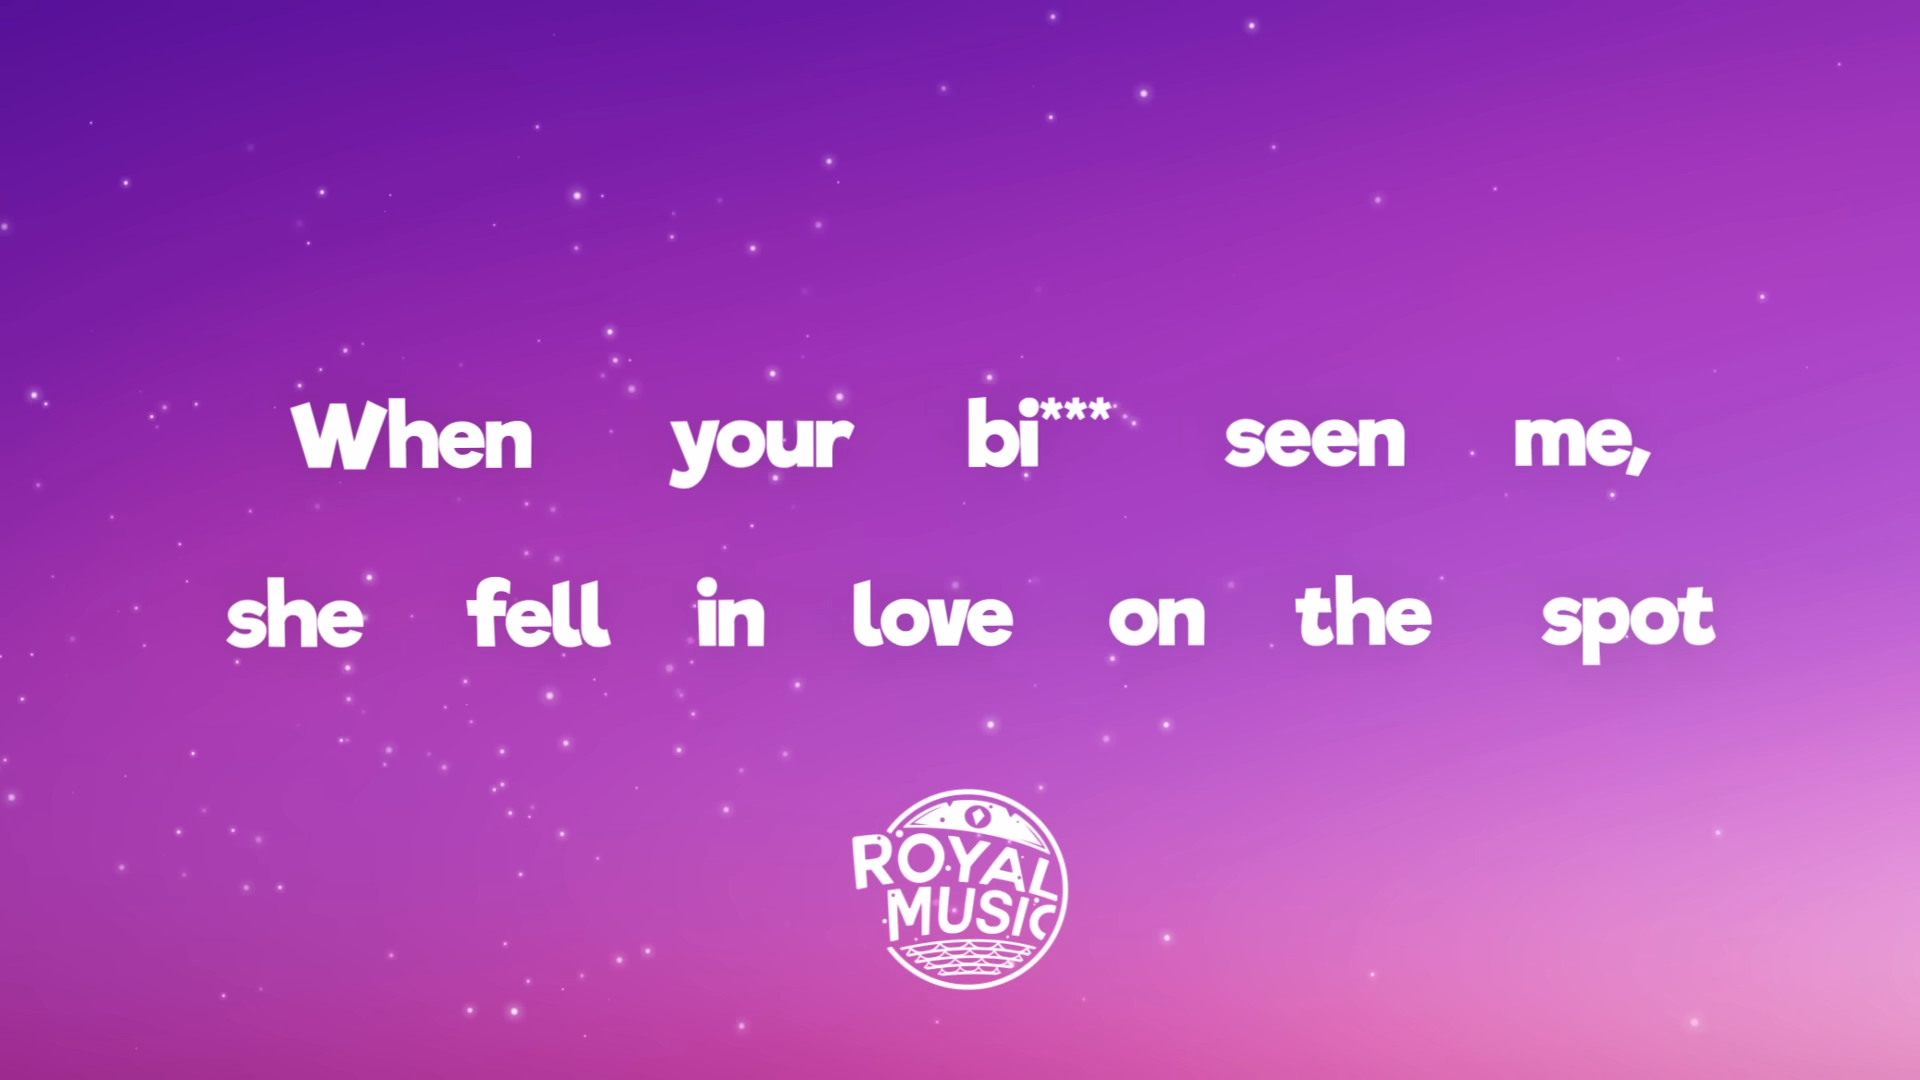 When your bi*** seen me,
she fell in love on the spot
ROYAL
MUSIC